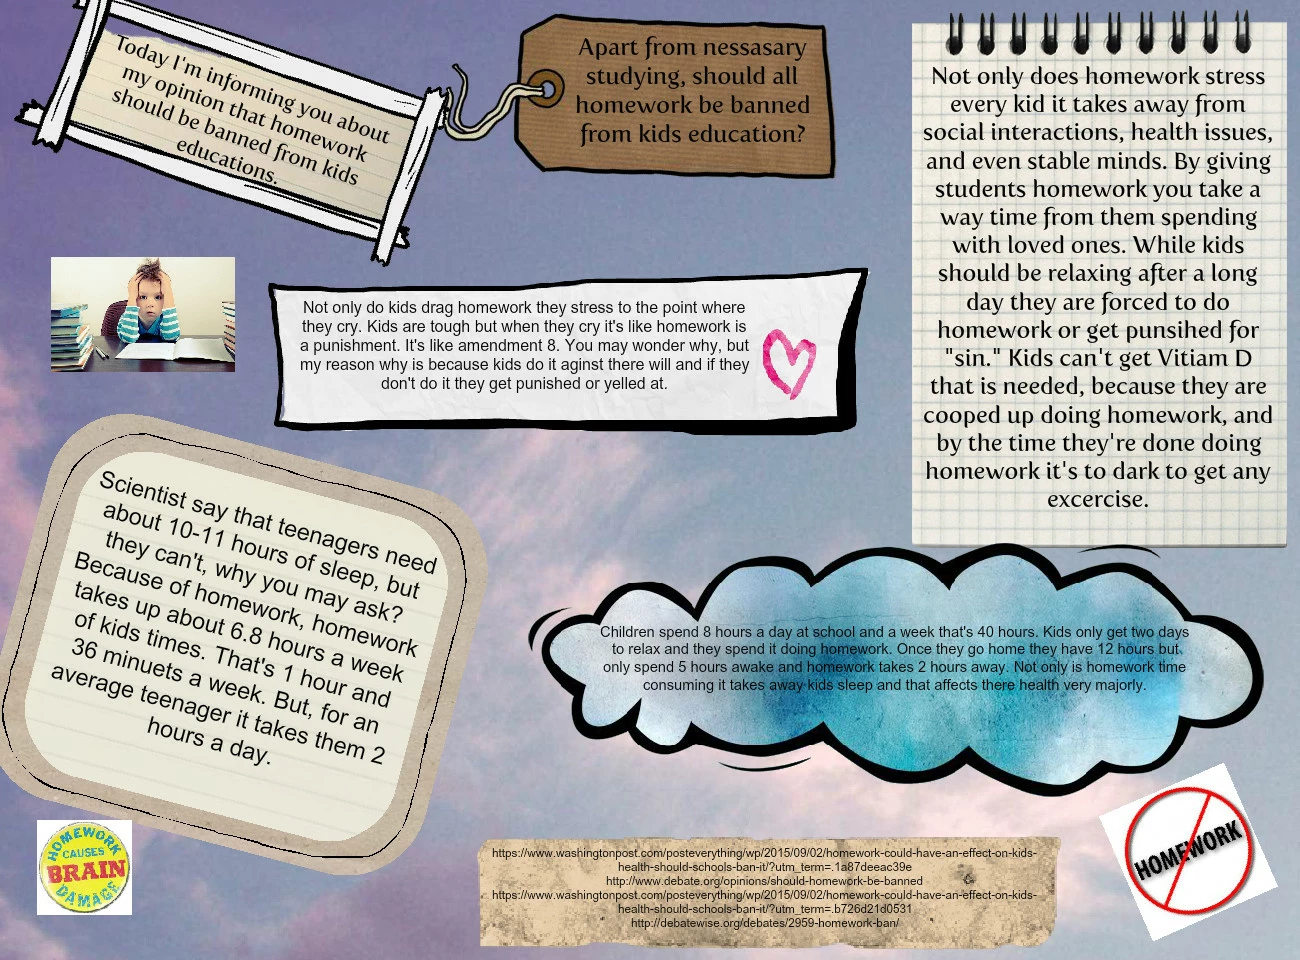 Today I'm informing you about
my opinion that homework
should be banned from kids
educations.
Apart from nessasary
studying, should all
homework be banned
from kids education?
Not only does homework stress
every kid it takes away from
social interactions, health issues,
and even stable minds. By giving
students homework you take a
way time from them spending
with loved ones. While kids
should be relaxing after a long
day they are forced to do
homework or get punsihed for
"sin." Kids can't get Vitiam D
that is needed, because they are
cooped up doing homework, and
by the time they're done doing
homework it's to dark to get any
excercise.
Not only do kids drag homework they stress to the point where
they cry. Kids are tough but when they cry it's like homework is
a punishment. It's like amendment 8. You may wonder why, but
my reason why is because kids do it aginst there will and if they
don't do it they get punished or yelled at.
Scientist say that teenagers need
about 10-11 hours of sleep, but
they can't, why you may ask?
Because of homework, homework
takes up about 6.8 hours a week
of kids times. That's 1 hour and
36 minuets a week. But, for an
average teenager it takes them 2
hours a day.
Children spend 8 hours a day at school and a week that's 40 hours. Kids only get two days
to relax and they spend it doing homework. Once they go home they have 12 hours but
only spend 5 hours awake and homework takes 2 hours away. Not only is homework time
consuming it takes away kids sleep and that affects there health very majorly.
HOMEWORK
CAUSES
BRAIN
DAMAGE
https://www.washingtonpost.com/posteverything/wp/2015/09/02/homework-could-have-an-effect-on-kids-
health-should-schools-ban-it/?utm_term=.1a87deeac39e
http://www.debate.org/opinions/should-homework-be-banned
https://www.washingtonpost.com/posteverything/wp/2015/09/02/homework-could-have-an-effect-on-kids-
health-should-schools-ban-it/?utm_term=.b726d21d0531
http://debatewise.org/debates/2959-homework-ban/
HOMEWORK